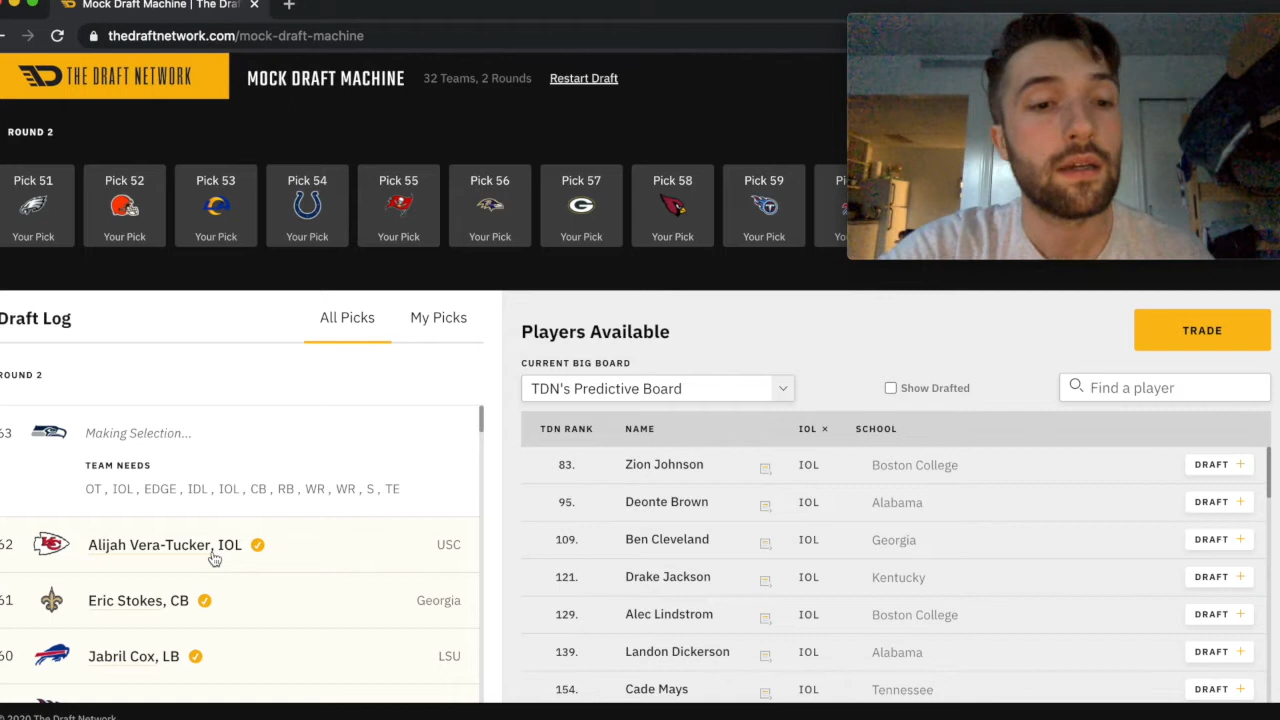 Mock Draft Machine | The Draf
thedraftnetwork.com/mock-draft-machine
THE DRAFT NETWORK
MOCK DRAFT MACHINE
32 Teams, 2 Rounds
Restart Draft
ROUND 2
Pick 51 Pick 52 Pick 53 Pick 54 Pick 55 Pick 56 Pick 57 Pick 58 Pick 59
Your Pick Your Pick Your Pick Your Pick Your Pick Your Pick Your Pick Your Pick Your Pick
Draft Log
All Picks
My Picks
ROUND 2
63 Making Selection...
TEAM NEEDS
OT , IOL , EDGE , IDL , IOL , CB , RB , WR , WR , S , TE
62 Alijah Vera-Tucker, IOL USC
61 Eric Stokes, CB Georgia
60 Jabril Cox, LB LSU
Players Available
TRADE
CURRENT BIG BOARD
TDN's Predictive Board
Show Drafted
Find a player
TDN RANK NAME IOL × SCHOOL
83. Zion Johnson IOL Boston College DRAFT +
95. Deonte Brown IOL Alabama DRAFT +
109. Ben Cleveland IOL Georgia DRAFT +
121. Drake Jackson IOL Kentucky DRAFT +
129. Alec Lindstrom IOL Boston College DRAFT +
139. Landon Dickerson IOL Alabama DRAFT +
154. Cade Mays IOL Tennessee DRAFT +
© 2020 The Draft Network